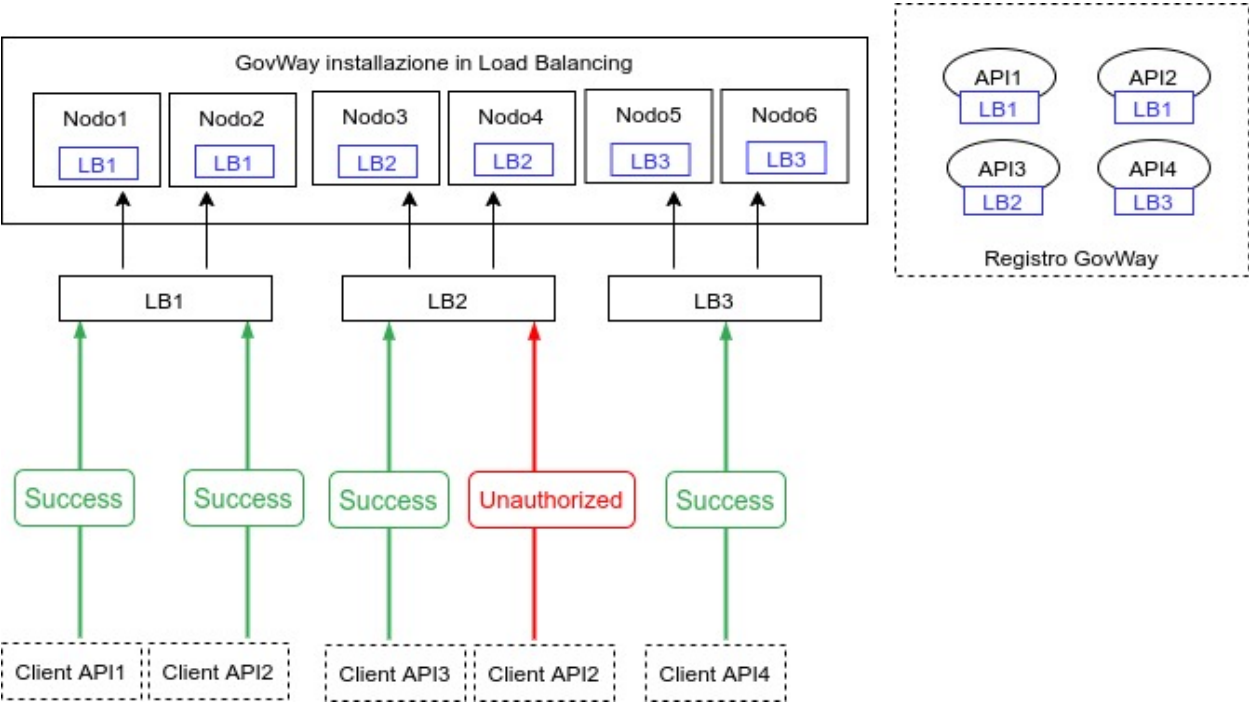 GovWay installazione in Load Balancing
Nodo1
LB1
Nodo2
LB1
Nodo3
LB2
Nodo4
LB2
Nodo5
LB3
Nodo6
LB3
LB1
LB2
LB3
Success
Success
Success
Unauthorized
Success
Client API1
Client API2
Client API3
Client API2
Client API4
API1
LB1
API2
LB1
API3
LB2
API4
LB3
Registro GovWay